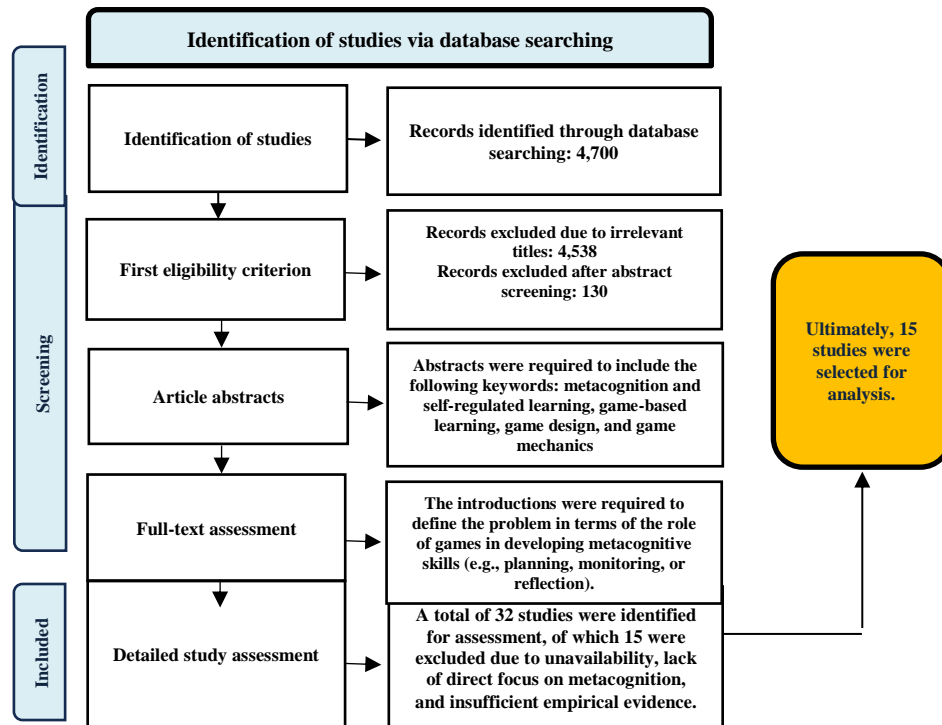 Identification of studies via database searching
Identification
Identification of studies
Records identified through database
searching: 4,700
Screening
First eligibility criterion
Records excluded due to irrelevant
titles: 4,538
Records excluded after abstract
screening: 130
Article abstracts
Abstracts were required to include the
following keywords: metacognition and
self-regulated learning, game-based
learning, game design, and game
mechanics
Full-text assessment
The introductions were required to
define the problem in terms of the role
of games in developing metacognitive
skills (e.g., planning, monitoring, or
reflection).
Included
Detailed study assessment
A total of 32 studies were identified
for assessment, of which 15 were
excluded due to unavailability, lack
of direct focus on metacognition,
and insufficient empirical evidence.
Ultimately, 15
studies were
selected for
analysis.